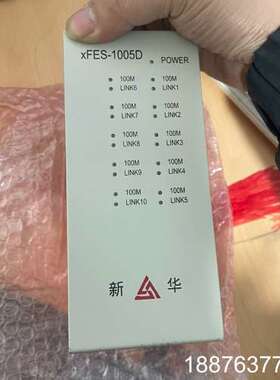 xFES-1005D
POWER
100M 100M
LINK6 LINK1
100M 100M
LINK7 LINK2
100M 100M
LINK8 LINK3
100M 100M
LINK9 LINK4
100M 100M
LINK10 LINK5
新 华
18876377